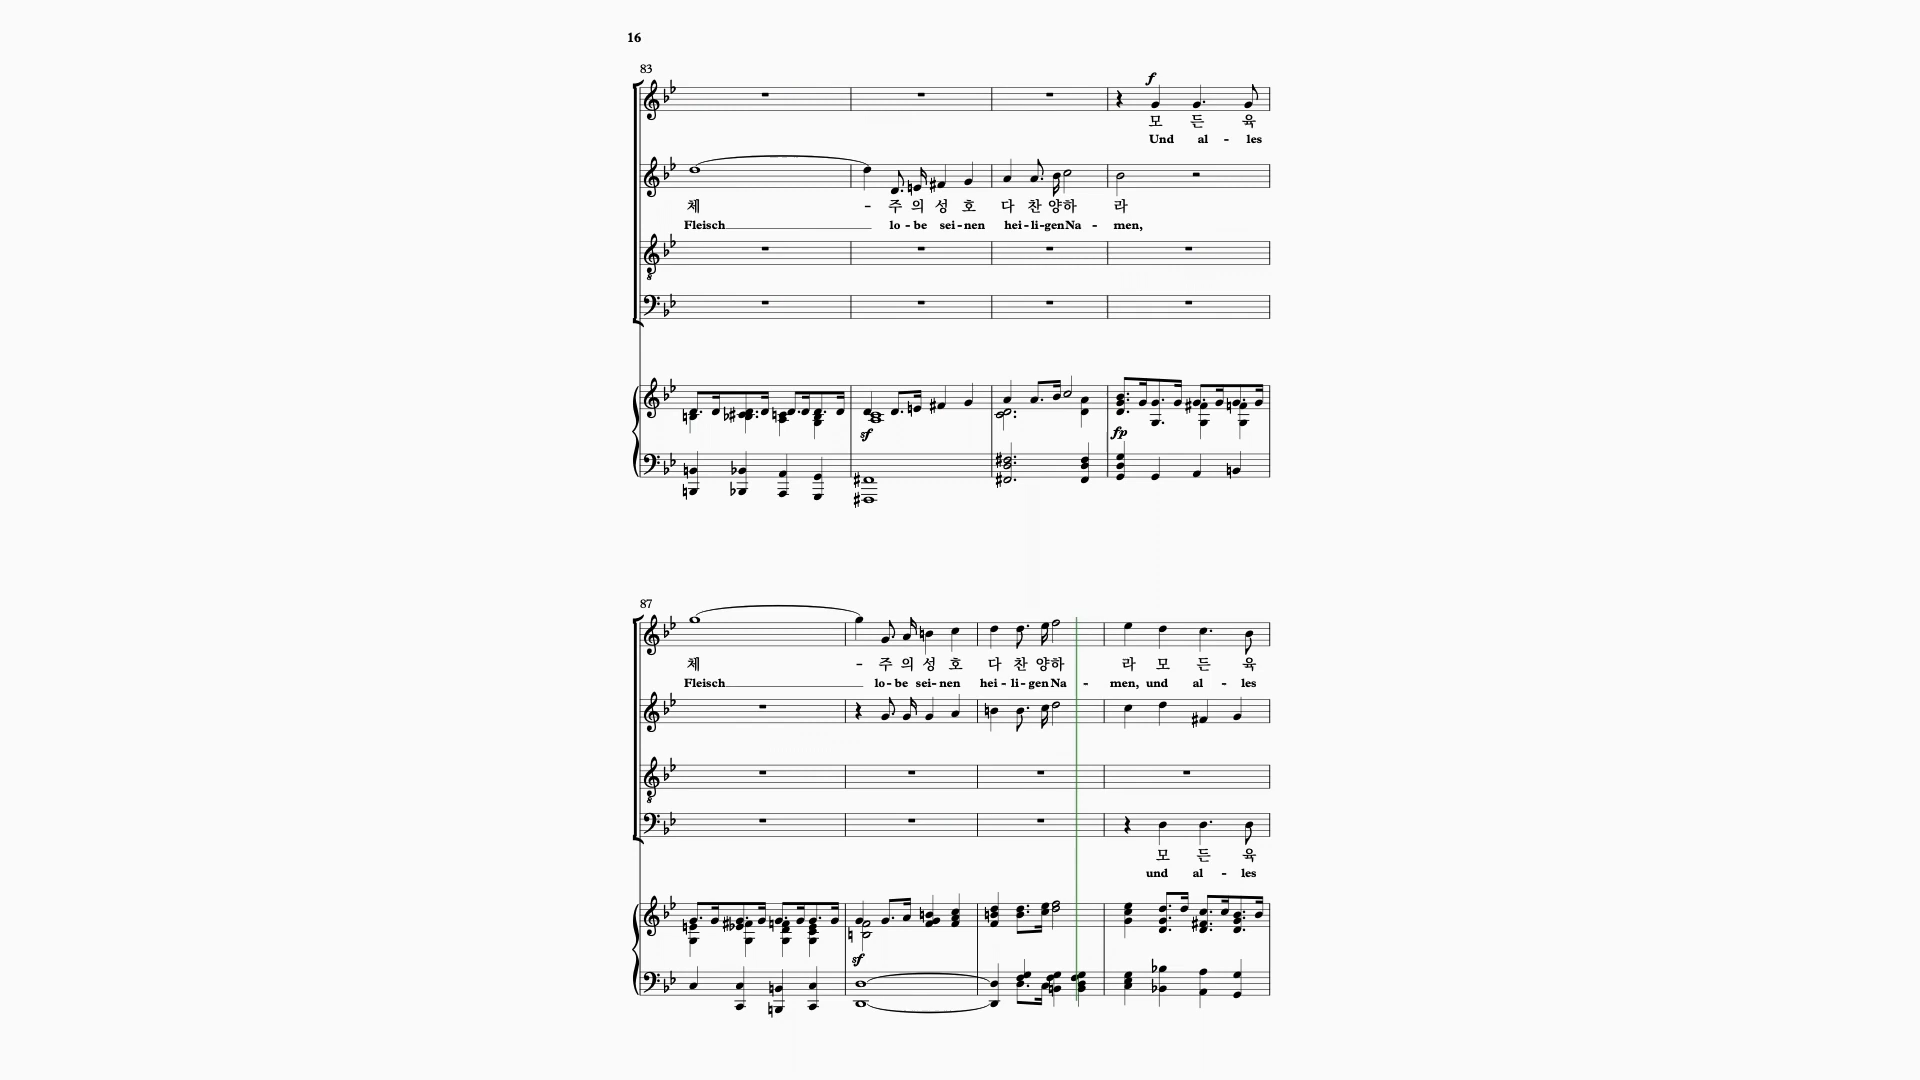 16
83
f
모 든 육
Und al - les
체 - 주 의 성 호 다 찬 양하 라
Fleisch lo - be sei - nen hei - li - gen Na - men,
sf
fp
87
체 - 주 의 성 호 다 찬 양하 라 모 든 육
Fleisch lo - be sei - nen hei - li - gen Na - men, und al - les
모 든 육
und al - les
sf